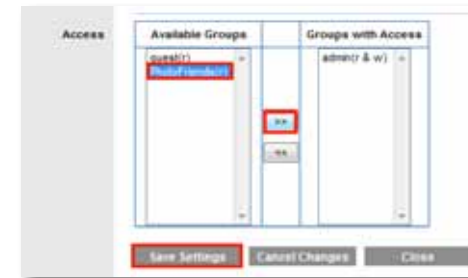 Access
Available Groups
Groups with Access
guest(r)
PhotoFriends(r)
admin(r & w)
>>
<<
Save Settings
Cancel Changes
Close